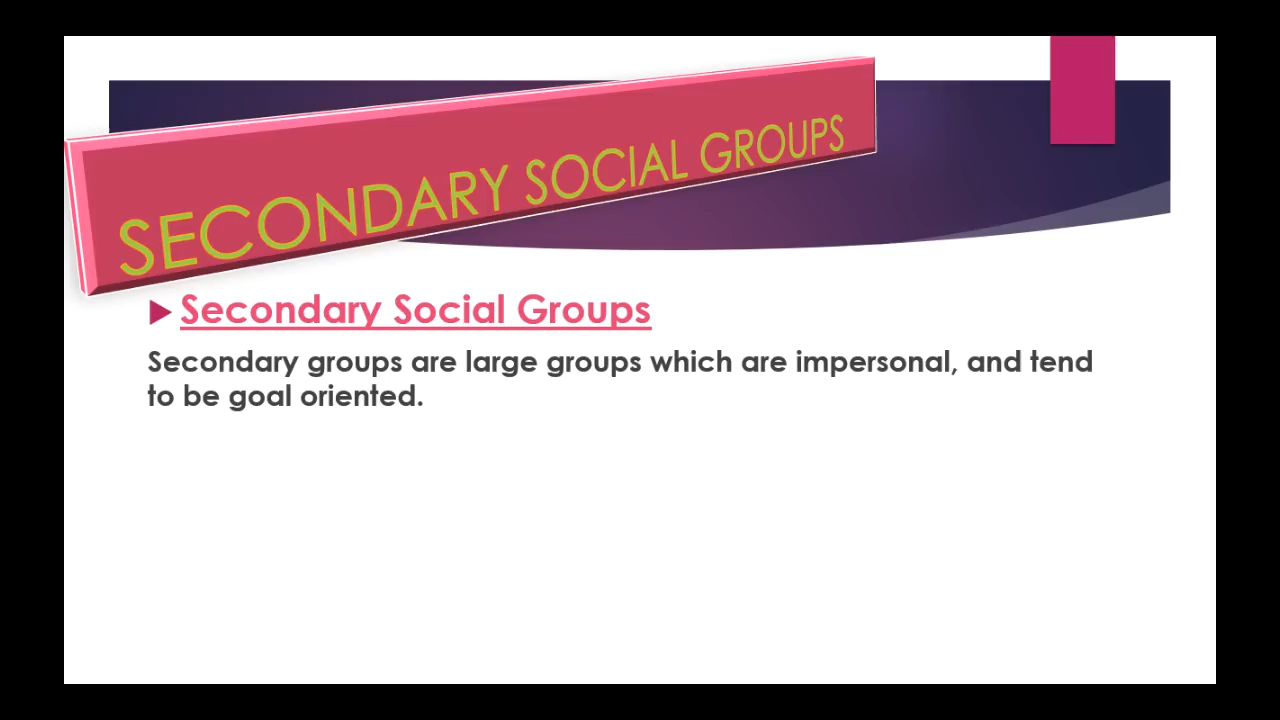 SECONDARY SOCIAL GROUPS
Secondary Social Groups
Secondary groups are large groups which are impersonal, and tend
to be goal oriented.